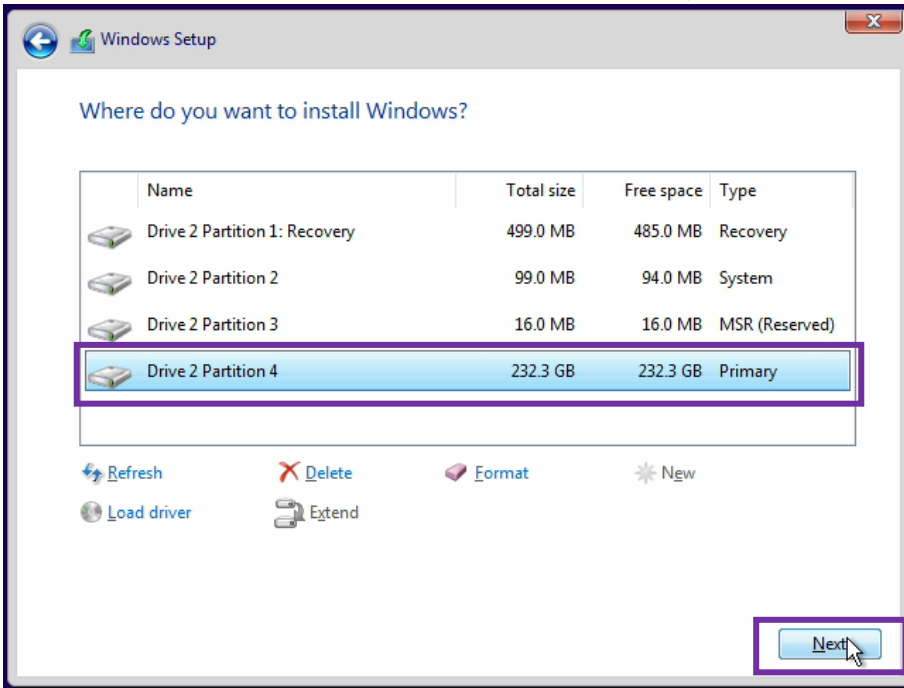 Windows Setup
Where do you want to install Windows?
Name Total size Free space Type
Drive 2 Partition 1: Recovery 499.0 MB 485.0 MB Recovery
Drive 2 Partition 2 99.0 MB 94.0 MB System
Drive 2 Partition 3 16.0 MB 16.0 MB MSR (Reserved)
Drive 2 Partition 4 232.3 GB 232.3 GB Primary
Refresh Delete Format New
Load driver Extend
Next